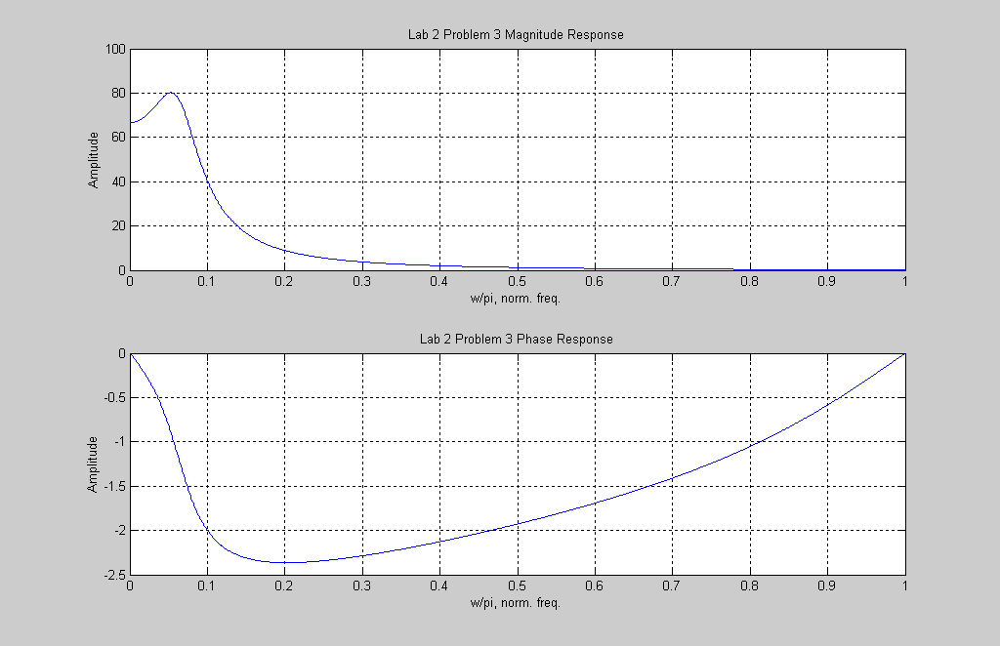 Lab 2 Problem 3 Magnitude Response
100
80
60
40
20
0
Amplitude
0 0.1 0.2 0.3 0.4 0.5 0.6 0.7 0.8 0.9 1
w/pi, norm. freq.
Lab 2 Problem 3 Phase Response
0
-0.5
-1
-1.5
-2
-2.5
Amplitude
0 0.1 0.2 0.3 0.4 0.5 0.6 0.7 0.8 0.9 1
w/pi, norm. freq.